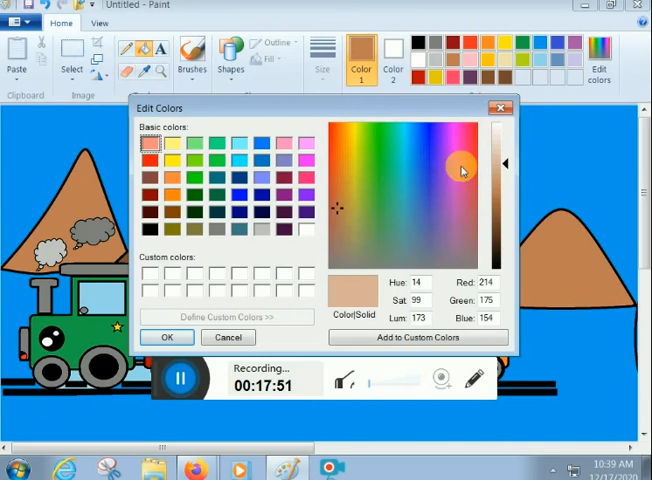 Untitled - Paint
Home View
Paste
Select
A
Brushes
Shapes
Outline
Fill
Size
Color 1
Color 2
Edit colors
Clipboard
Image
Colors
Edit Colors
Basic colors:
Custom colors:
Define Custom Colors >>
OK
Cancel
Color|Solid
Hue: 14
Sat: 99
Lum: 173
Red: 214
Green: 175
Blue: 154
Add to Custom Colors
Recording...
00:17:51
10:39 AM
12/17/2020